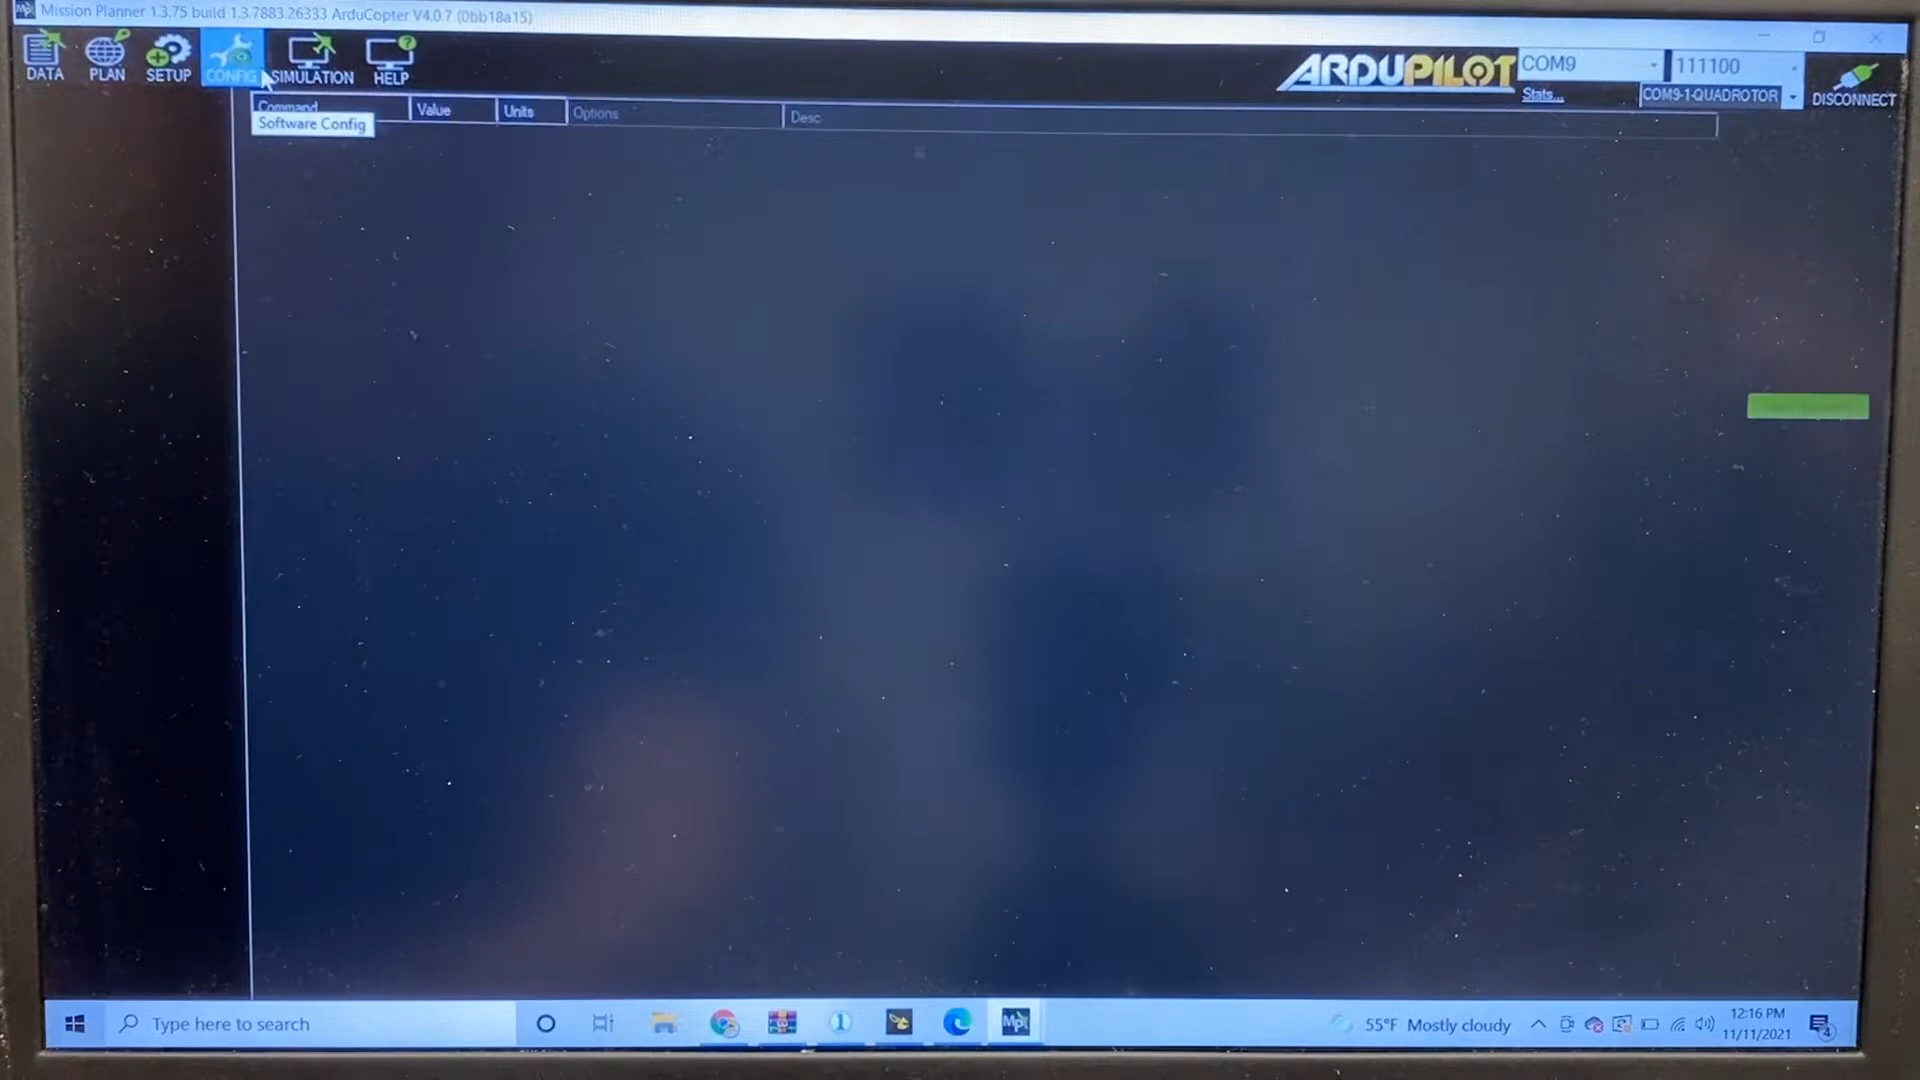 Mission Planner 1.3.75 build 1.3.7883.26333 ArduCopter V4.0.7 (0bb18a15)
DATA
PLAN
SETUP
CONFIG
SIMULATION
HELP
ARDUPILOT
COM9
111100
Stats...
COM9-1-QUADROTOR
DISCONNECT
Command
Value
Units
Options
Desc
Software Config
Type here to search
55°F Mostly cloudy
12:16 PM
11/11/2021
4